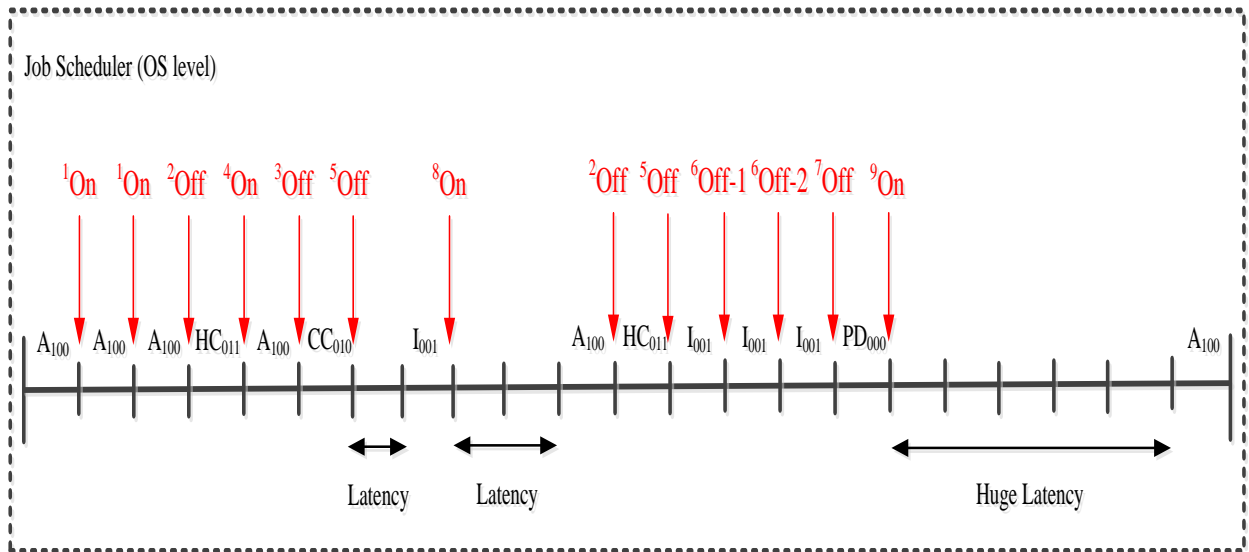 Job Scheduler (OS level)
¹On ¹On ²Off ⁴On ³Off ⁵Off ⁸On ²Off ⁵Off ⁶Off-1 ⁶Off-2 ⁷Off ⁹On
A₁₀₀ A₁₀₀ A₁₀₀ HC₀₁₁ A₁₀₀ CC₀₁₀ I₀₀₁ A₁₀₀ HC₀₁₁ I₀₀₁ I₀₀₁ I₀₀₁ PD₀₀₀ A₁₀₀
Latency Latency Huge Latency